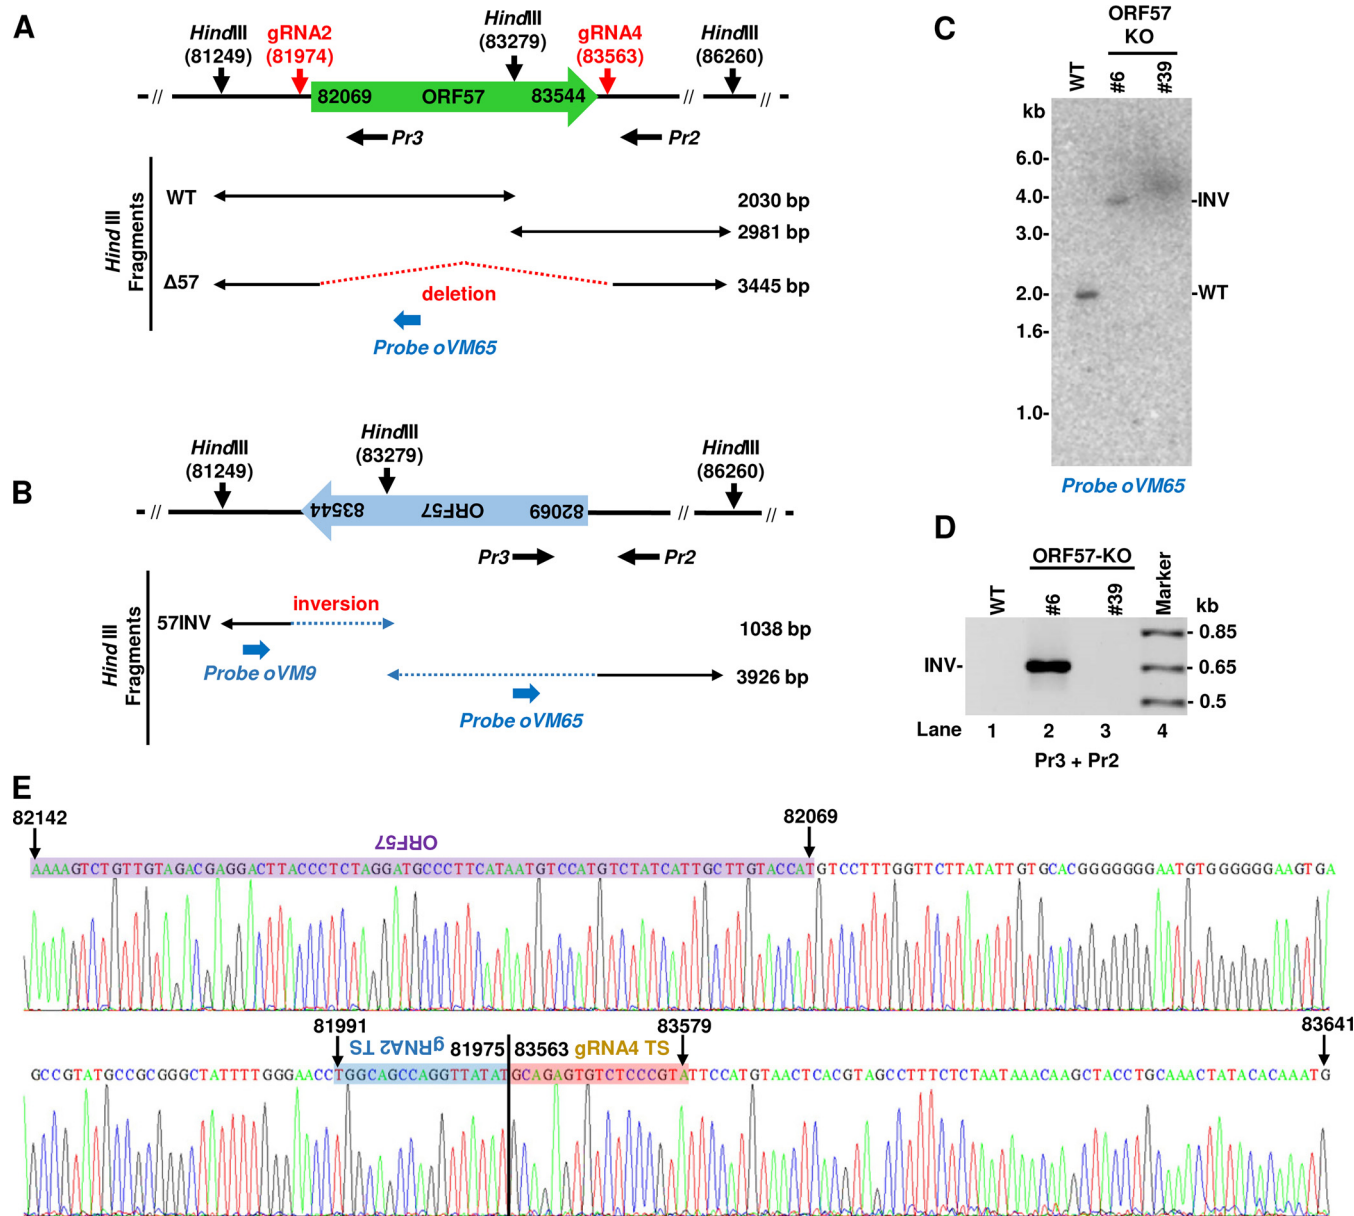 A
HindIII
(81249)
gRNA2
(81974)
HindIII
(83279)
gRNA4
(83563)
HindIII
(86260)
// 82069 ORF57 83544 // //
Pr3
Pr2
Hind III
Fragments
WT
2030 bp
2981 bp
Δ57
deletion
3445 bp
Probe oVM65
B
HindIII
(81249)
HindIII
(83279)
HindIII
(86260)
// 83544 ORF57 82069 // //
Pr3
Pr2
Hind III
Fragments
57INV
inversion
1038 bp
Probe oVM9
3926 bp
Probe oVM65
C
ORF57
KO
WT
#6
#39
kb
6.0-
4.0-
-INV
3.0-
2.0-
-WT
1.6-
1.0-
Probe oVM65
D
ORF57-KO
WT
#6
#39
Marker
kb
- 0.85
INV-
- 0.65
- 0.5
Lane 1 2 3 4
Pr3 + Pr2
E
82142
ORF57
82069
AAAAGTCTGTTGTAGACGAGGACTTACCCTCTAGGATGCCCTTCATAATGTCCATGTCTATCATTGCTTGTACCATGTCCTTTGGTTCTTATATTGTGCACGGGGGGGAATGTGGGGGGAAGTGA
81991
gRNA2 TS
81975
83563
gRNA4 TS
83579
83641
GCCGTATGCCGCGGGCTATTTTGGGAACCTGGCAGCCAGGTTATATGCAGAGTGTCTCCCGTATTCCATGTAACTCACGTAGCCTTTCTCTAATAAACAAGCTACCTGCAAACTATACACAAATG